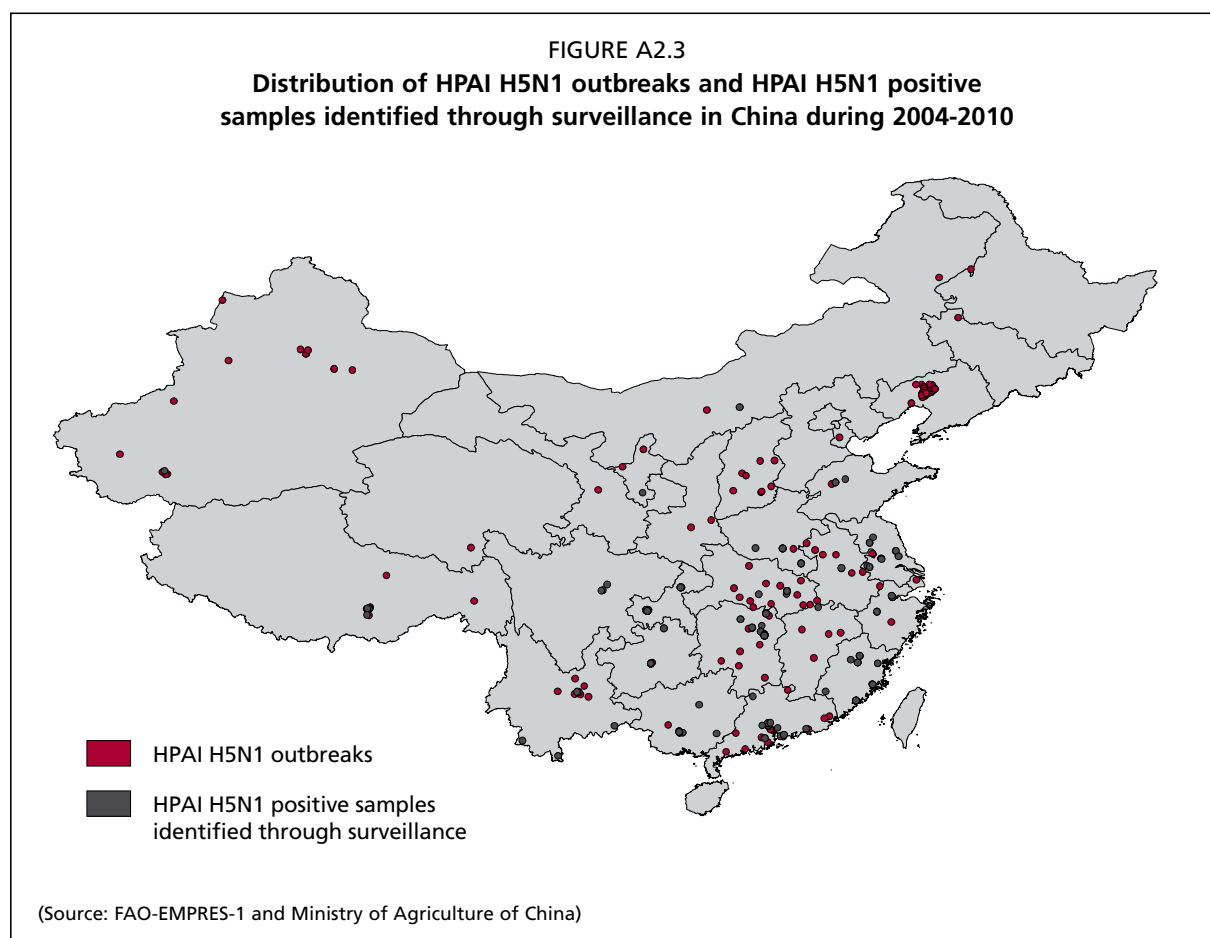 FIGURE A2.3
Distribution of HPAI H5N1 outbreaks and HPAI H5N1 positive
samples identified through surveillance in China during 2004-2010
HPAI H5N1 outbreaks
HPAI H5N1 positive samples
identified through surveillance
(Source: FAO-EMPRES-1 and Ministry of Agriculture of China)